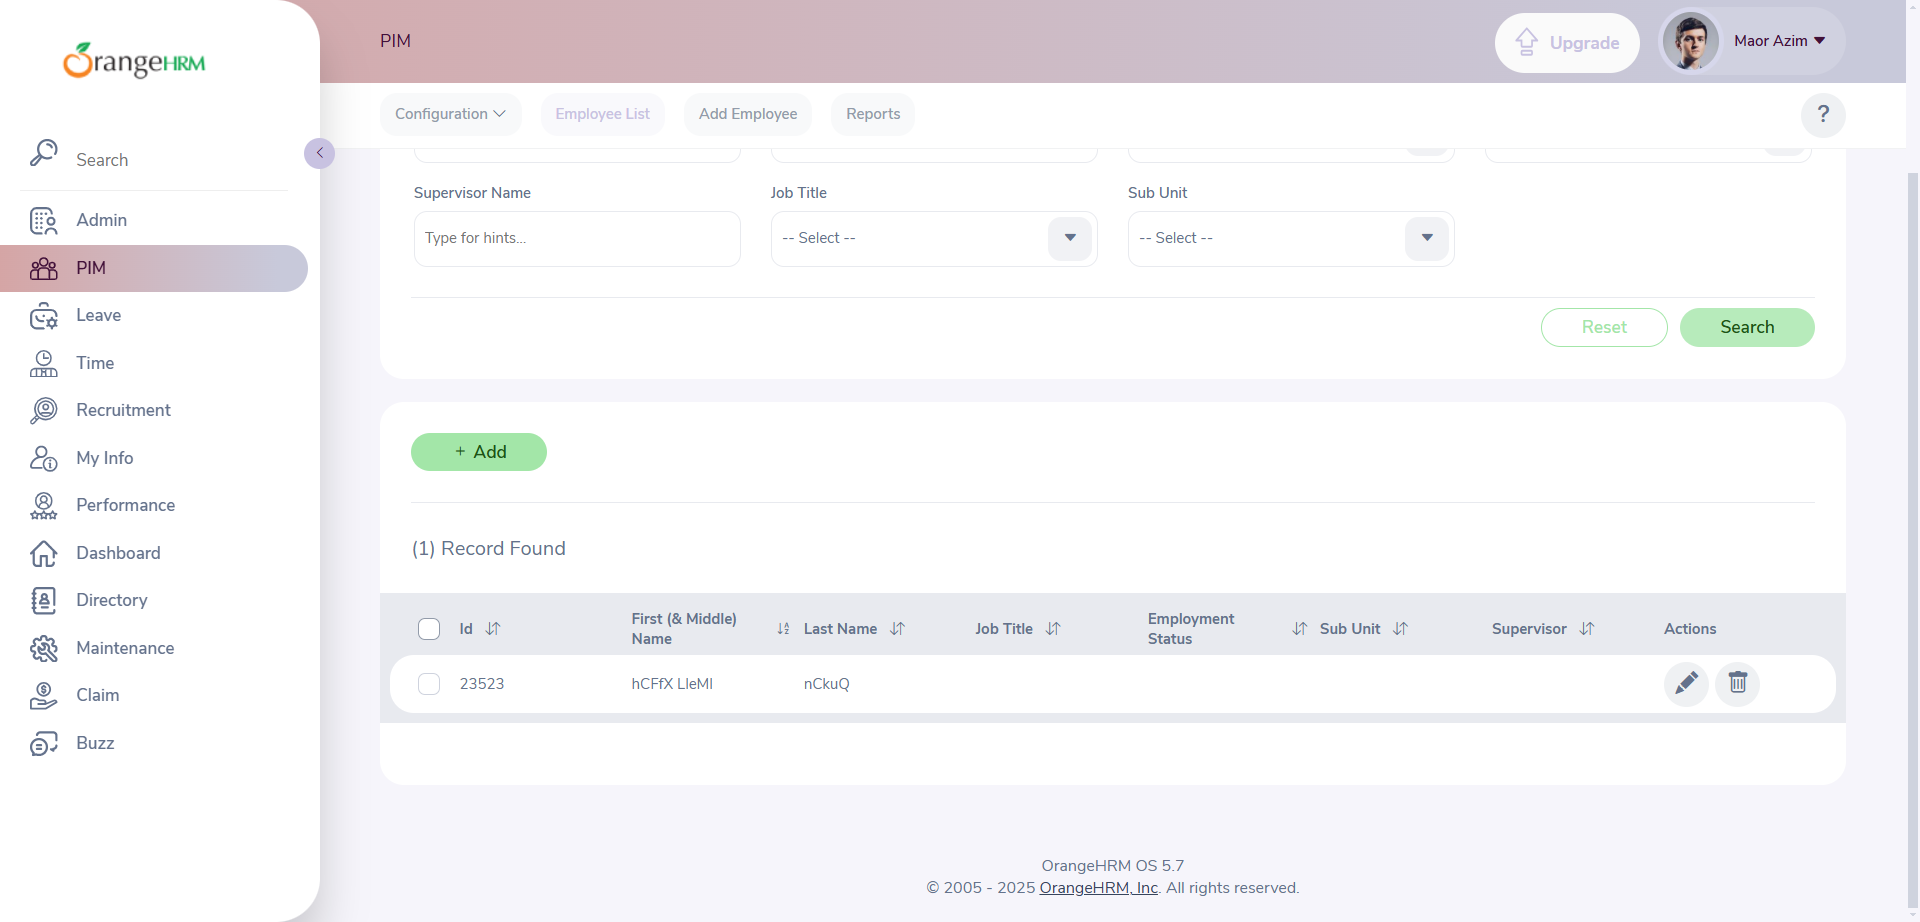 OrangeHRM
PIM
Upgrade
Maor Azim
Configuration
Employee List
Add Employee
Reports
?
Search
Admin
PIM
Leave
Time
Recruitment
My Info
Performance
Dashboard
Directory
Maintenance
Claim
Buzz
Supervisor Name
Job Title
Sub Unit
Type for hints...
-- Select --
-- Select --
Reset
Search
+ Add
(1) Record Found
Id
First (& Middle)
Name
Last Name
Job Title
Employment
Status
Sub Unit
Supervisor
Actions
23523
hCFfX LleMl
nCkuQ
OrangeHRM OS 5.7
© 2005 - 2025 OrangeHRM, Inc. All rights reserved.